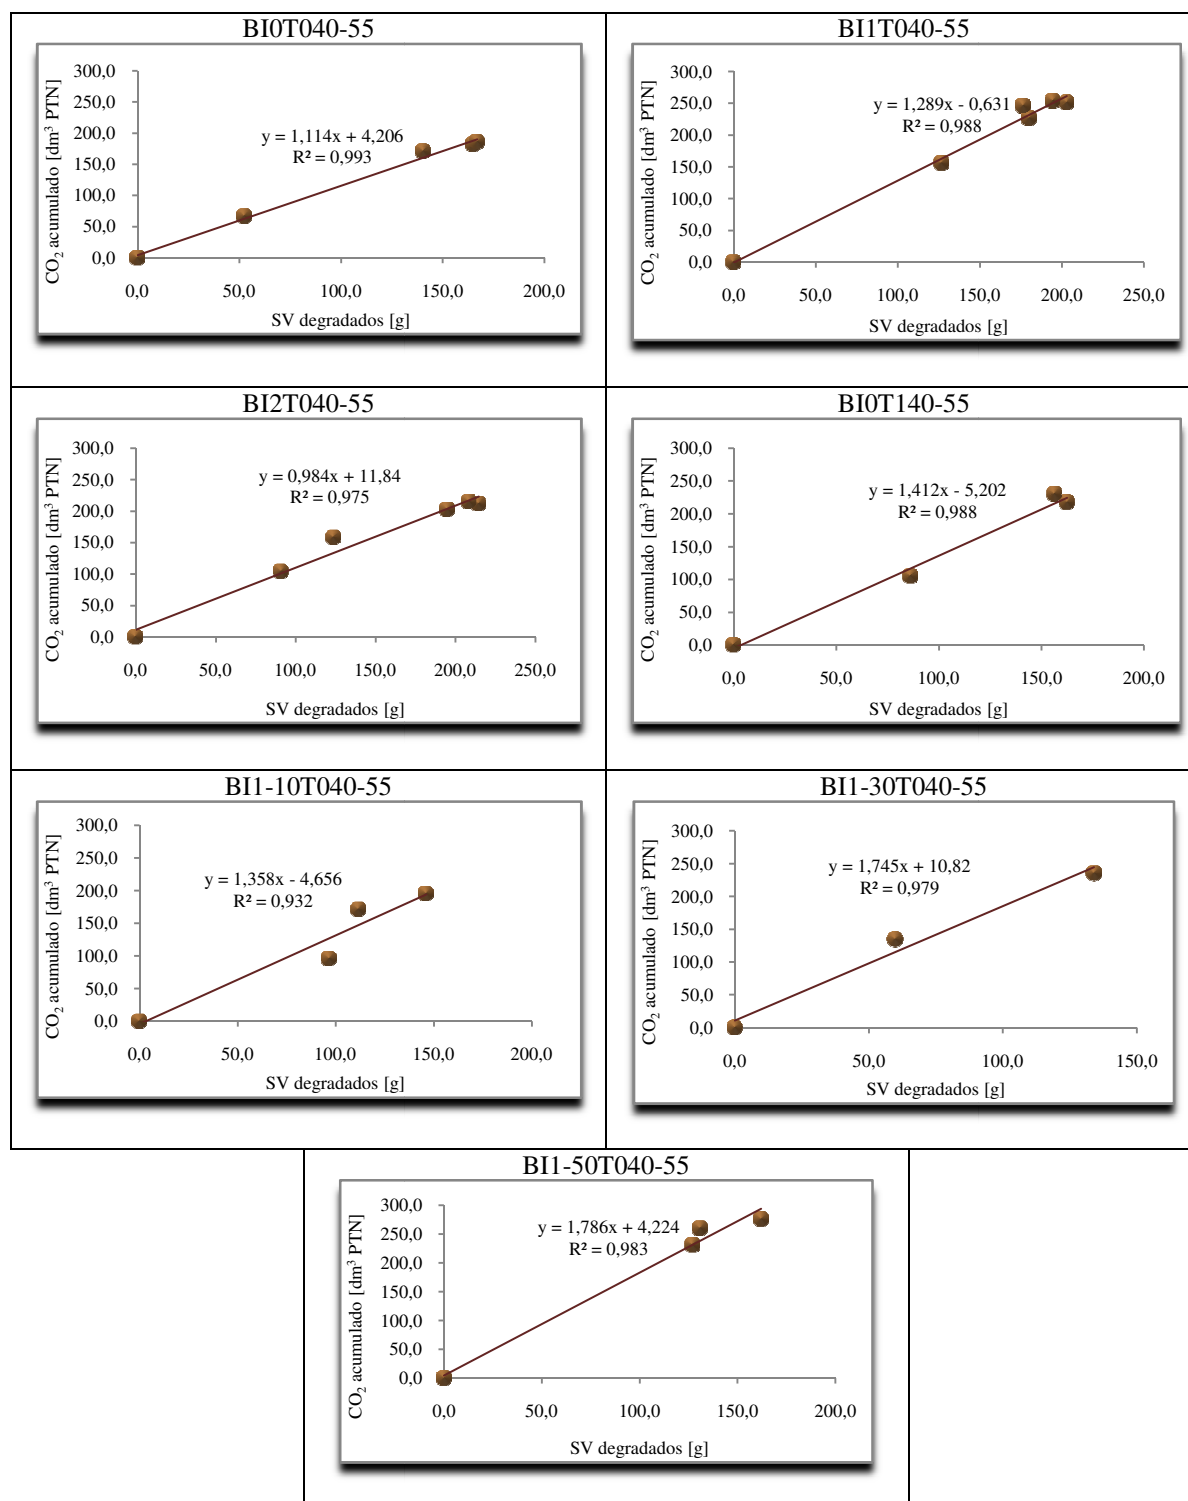 BI0T040-55
CO₂ acumulado [dm³ PTN]
300,0
250,0
200,0
150,0
100,0
50,0
0,0
y = 1,114x + 4,206
R² = 0,993
0,0 50,0 100,0 150,0 200,0
SV degradados [g]
BI1T040-55
CO₂ acumulado [dm³ PTN]
300,0
250,0
200,0
150,0
100,0
50,0
0,0
y = 1,289x - 0,631
R² = 0,988
0,0 50,0 100,0 150,0 200,0 250,0
SV degradados [g]
BI2T040-55
CO₂ acumulado [dm³ PTN]
300,0
250,0
200,0
150,0
100,0
50,0
0,0
y = 0,984x + 11,84
R² = 0,975
0,0 50,0 100,0 150,0 200,0 250,0
SV degradados [g]
BI0T140-55
CO₂ acumulado [dm³ PTN]
300,0
250,0
200,0
150,0
100,0
50,0
0,0
y = 1,412x - 5,202
R² = 0,988
0,0 50,0 100,0 150,0 200,0
SV degradados [g]
BI1-10T040-55
CO₂ acumulado [dm³ PTN]
300,0
250,0
200,0
150,0
100,0
50,0
0,0
y = 1,358x - 4,656
R² = 0,932
0,0 50,0 100,0 150,0 200,0
SV degradados [g]
BI1-30T040-55
CO₂ acumulado [dm³ PTN]
300,0
250,0
200,0
150,0
100,0
50,0
0,0
y = 1,745x + 10,82
R² = 0,979
0,0 50,0 100,0 150,0
SV degradados [g]
BI1-50T040-55
CO₂ acumulado [dm³ PTN]
300,0
250,0
200,0
150,0
100,0
50,0
0,0
y = 1,786x + 4,224
R² = 0,983
0,0 50,0 100,0 150,0 200,0
SV degradados [g]